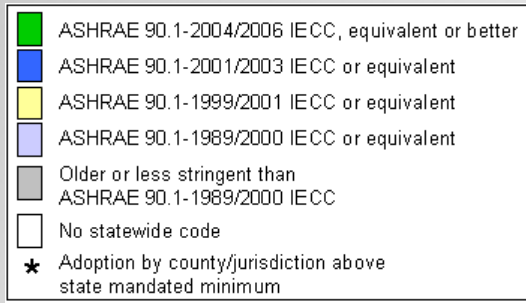 ASHRAE 90.1-2004/2006 IECC, equivalent or better
ASHRAE 90.1-2001/2003 IECC or equivalent
ASHRAE 90.1-1999/2001 IECC or equivalent
ASHRAE 90.1-1989/2000 IECC or equivalent
Older or less stringent than
ASHRAE 90.1-1989/2000 IECC
No statewide code
* Adoption by county/jurisdiction above
state mandated minimum